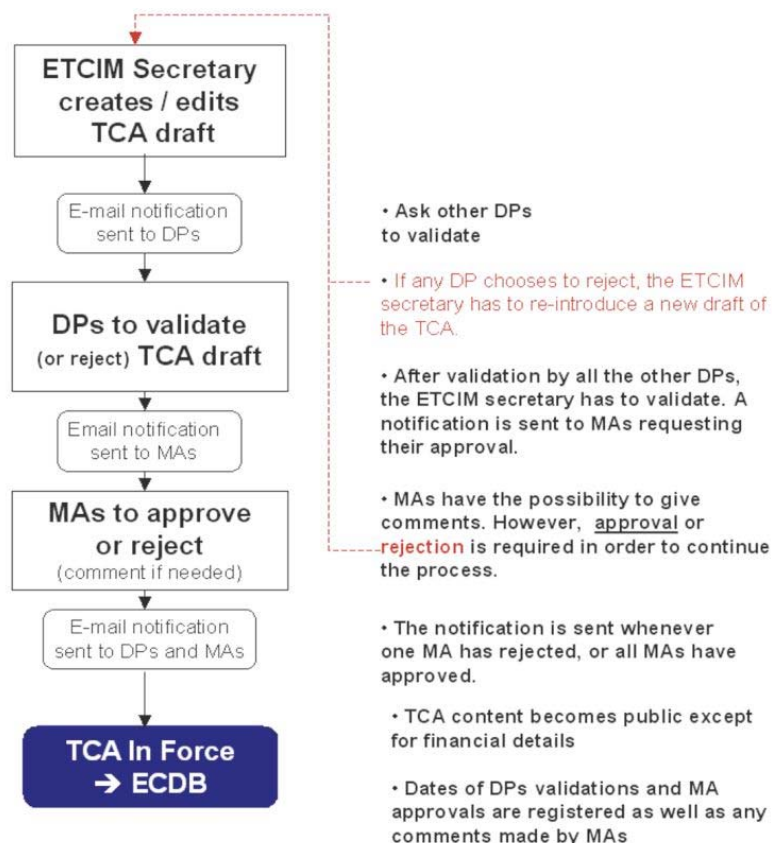 ETCIM Secretary
creates / edits
TCA draft
E-mail notification
sent to DPs
DPs to validate
(or reject) TCA draft
Email notification
sent to MAs
MAs to approve
or reject
(comment if needed)
E-mail notification
sent to DPs and MAs
TCA In Force
➔ ECDB
• Ask other DPs
to validate
• If any DP chooses to reject, the ETCIM
secretary has to re-introduce a new draft of
the TCA.
• After validation by all the other DPs,
the ETCIM secretary has to validate. A
notification is sent to MAs requesting
their approval.
• MAs have the possibility to give
comments. However, approval or
rejection is required in order to continue
the process.
• The notification is sent whenever
one MA has rejected, or all MAs have
approved.
• TCA content becomes public except
for financial details
• Dates of DPs validations and MA
approvals are registered as well as any
comments made by MAs